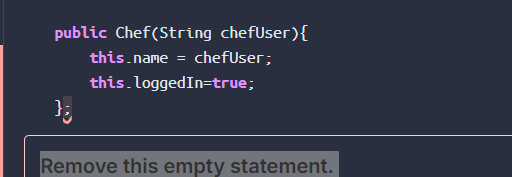 public Chef(String chefUser){
this.name = chefUser;
this.loggedIn=true;
};
Remove this empty statement.